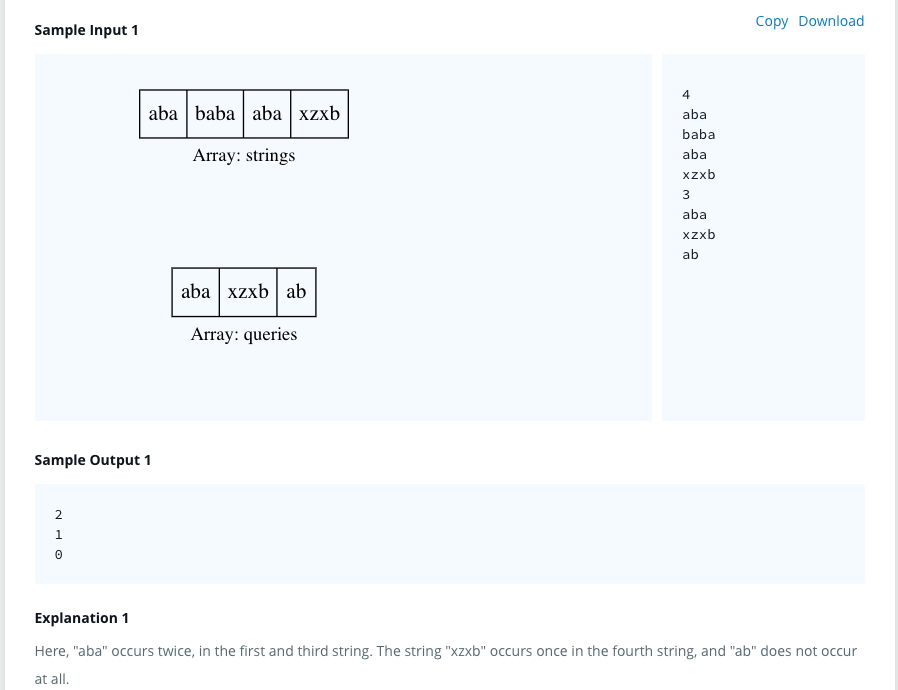 Sample Input 1
Copy Download
aba baba aba xzxb
Array: strings
aba xzxb ab
Array: queries
4
aba
baba
aba
xzxb
3
aba
xzxb
ab
Sample Output 1
2
1
0
Explanation 1
Here, "aba" occurs twice, in the first and third string. The string "xzxb" occurs once in the fourth string, and "ab" does not occur
at all.